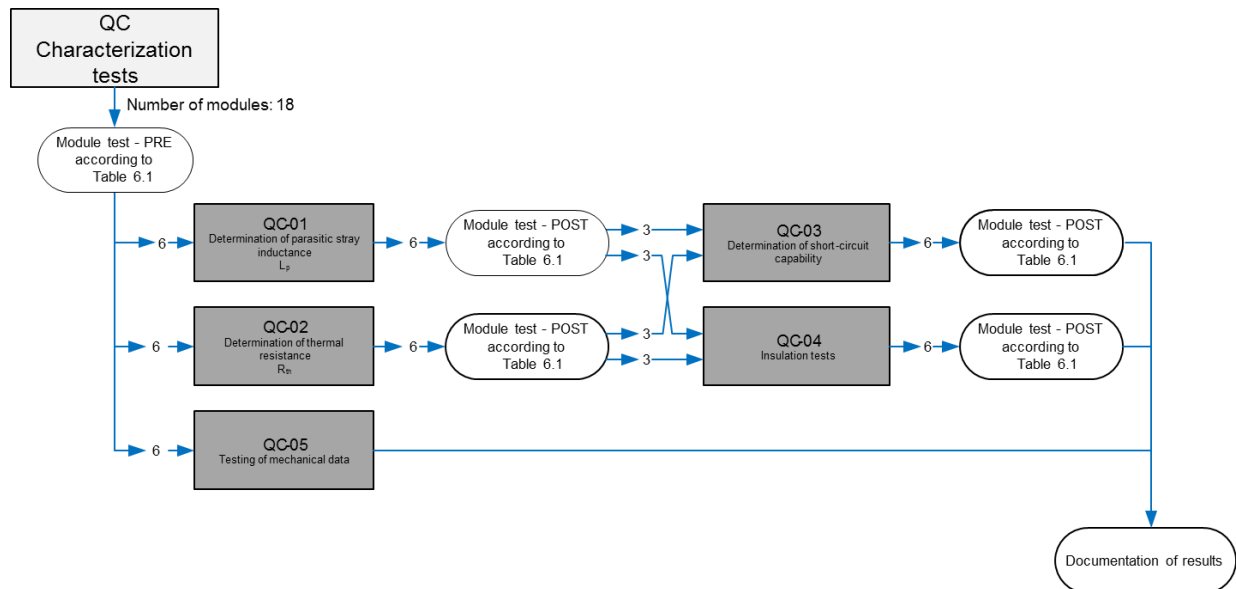 QC
Characterization
tests
Number of modules: 18
Module test - PRE
according to
Table 6.1
6
QC-01
Determination of parasitic stray
inductance
Lp
6
Module test - POST
according to
Table 6.1
3
3
QC-03
Determination of short-circuit
capability
6
Module test - POST
according to
Table 6.1
6
QC-02
Determination of thermal
resistance
Rth
6
Module test - POST
according to
Table 6.1
3
3
QC-04
Insulation tests
6
Module test - POST
according to
Table 6.1
6
QC-05
Testing of mechanical data
Documentation of results